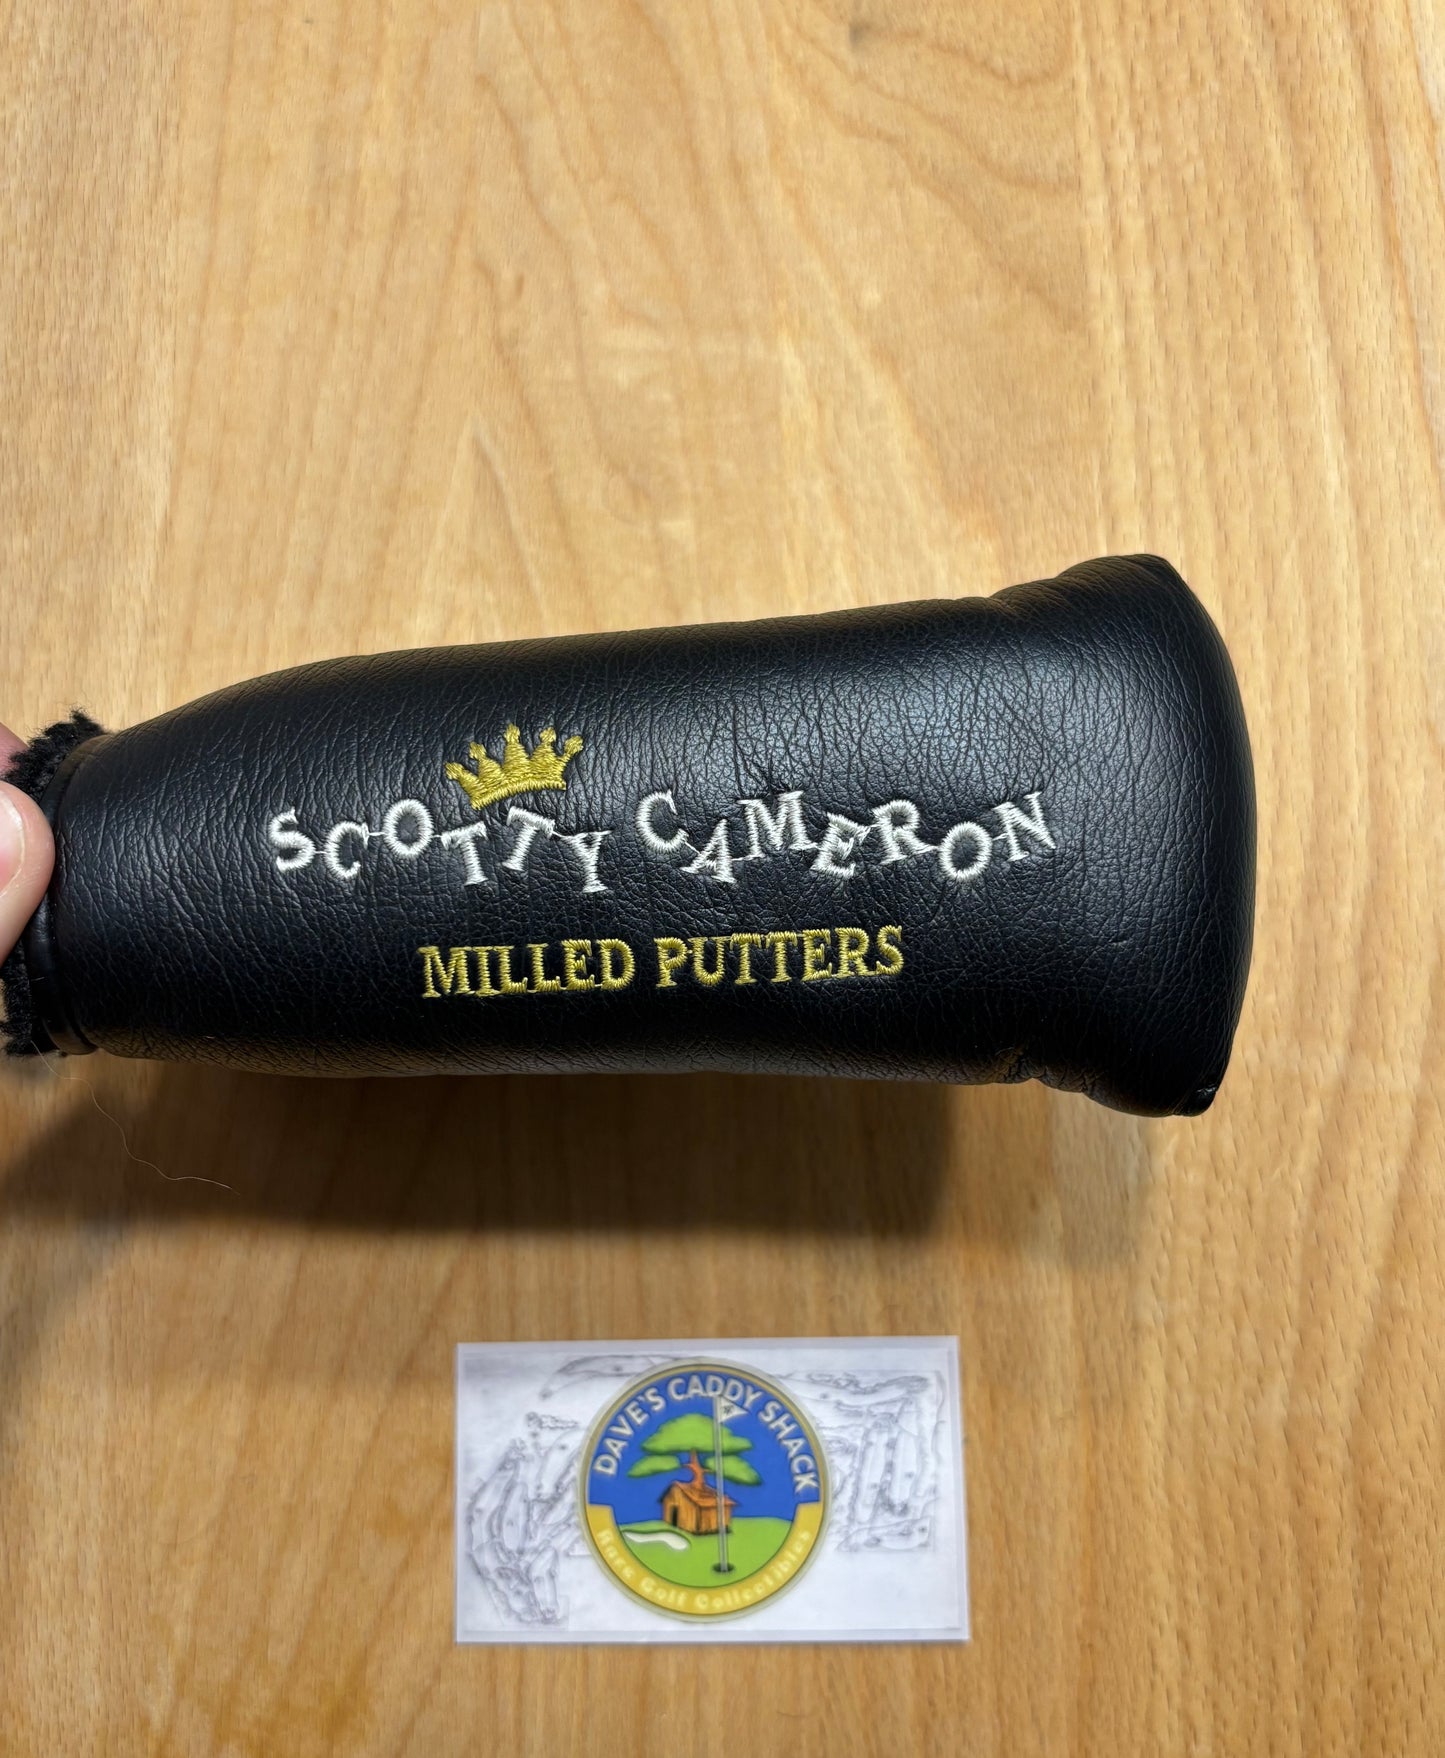 SCOTTY CAMERON
MILLED PUTTERS
DAVE'S CADDY SHACK
Rare Golf Collectibles